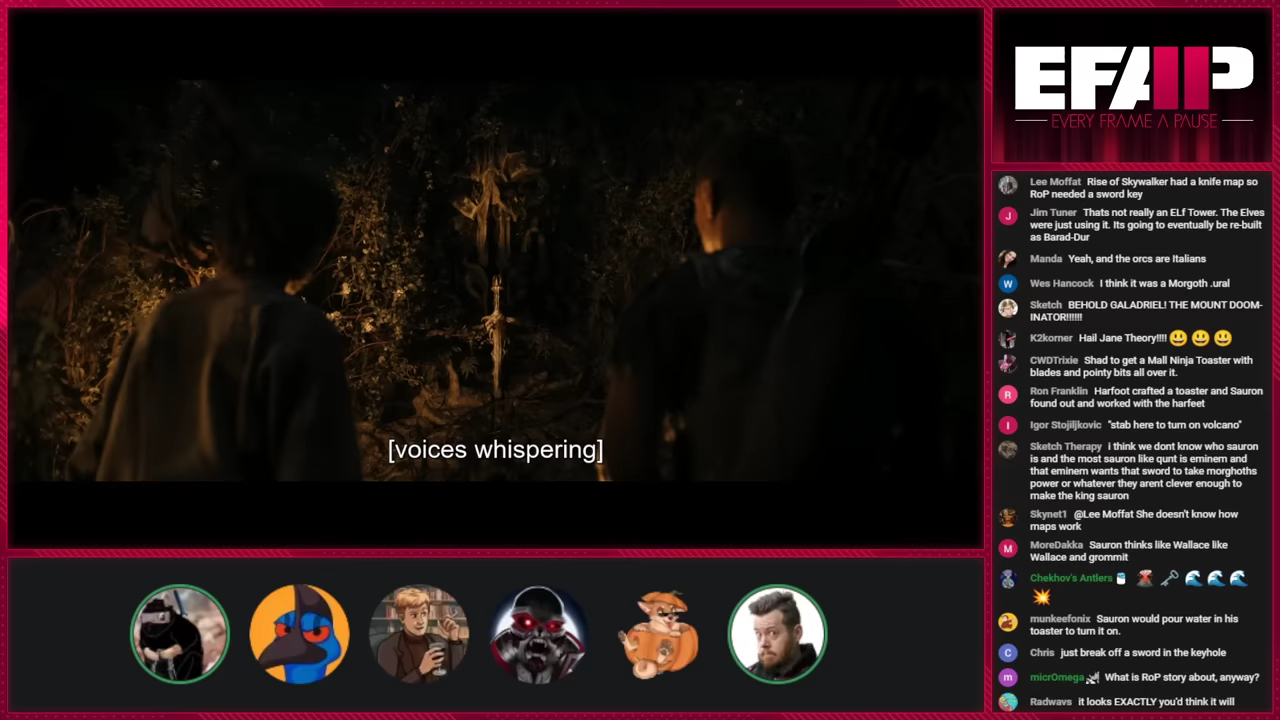 [voices whispering]
EFAP
EVERY FRAME A PAUSE
Lee Moffat Rise of Skywalker had a knife map so
RoP needed a sword key
J
Jim Tuner Thats not really an ELf Tower. The Elves
were just using it. Its going to eventually be re-built
as Barad-Dur
Manda Yeah, and the orcs are Italians
W
Wes Hancock I think it was a Morgoth .ural
Sketch BEHOLD GALADRIEL! THE MOUNT DOOM-
INATOR!!!!!!
K2korner Hail Jane Theory!!!! 😃 😃 😃
CWDTrixie Shad to get a Mall Ninja Toaster with
blades and pointy bits all over it.
R
Ron Franklin Harfoot crafted a toaster and Sauron
found out and worked with the harfeet
I
Igor Stojiljkovic "stab here to turn on volcano"
Sketch Therapy i think we dont know who sauron
is and the most sauron like qunt is eminem and
that eminem wants that sword to take morghoths
power or whatever they arent clever enough to
make the king sauron
Skynet1 @Lee Moffat She doesn't know how
maps work
M
MoreDakka Sauron thinks like Wallace like
Wallace and grommit
Chekhov's Antlers 🌋 🗝️ 🌊 🌊 🌊
💥
munkeefonix Sauron would pour water in his
toaster to turn it on.
C
Chris just break off a sword in the keyhole
m
micrOmega What is RoP story about, anyway?
Radwavs it looks EXACTLY you'd think it will